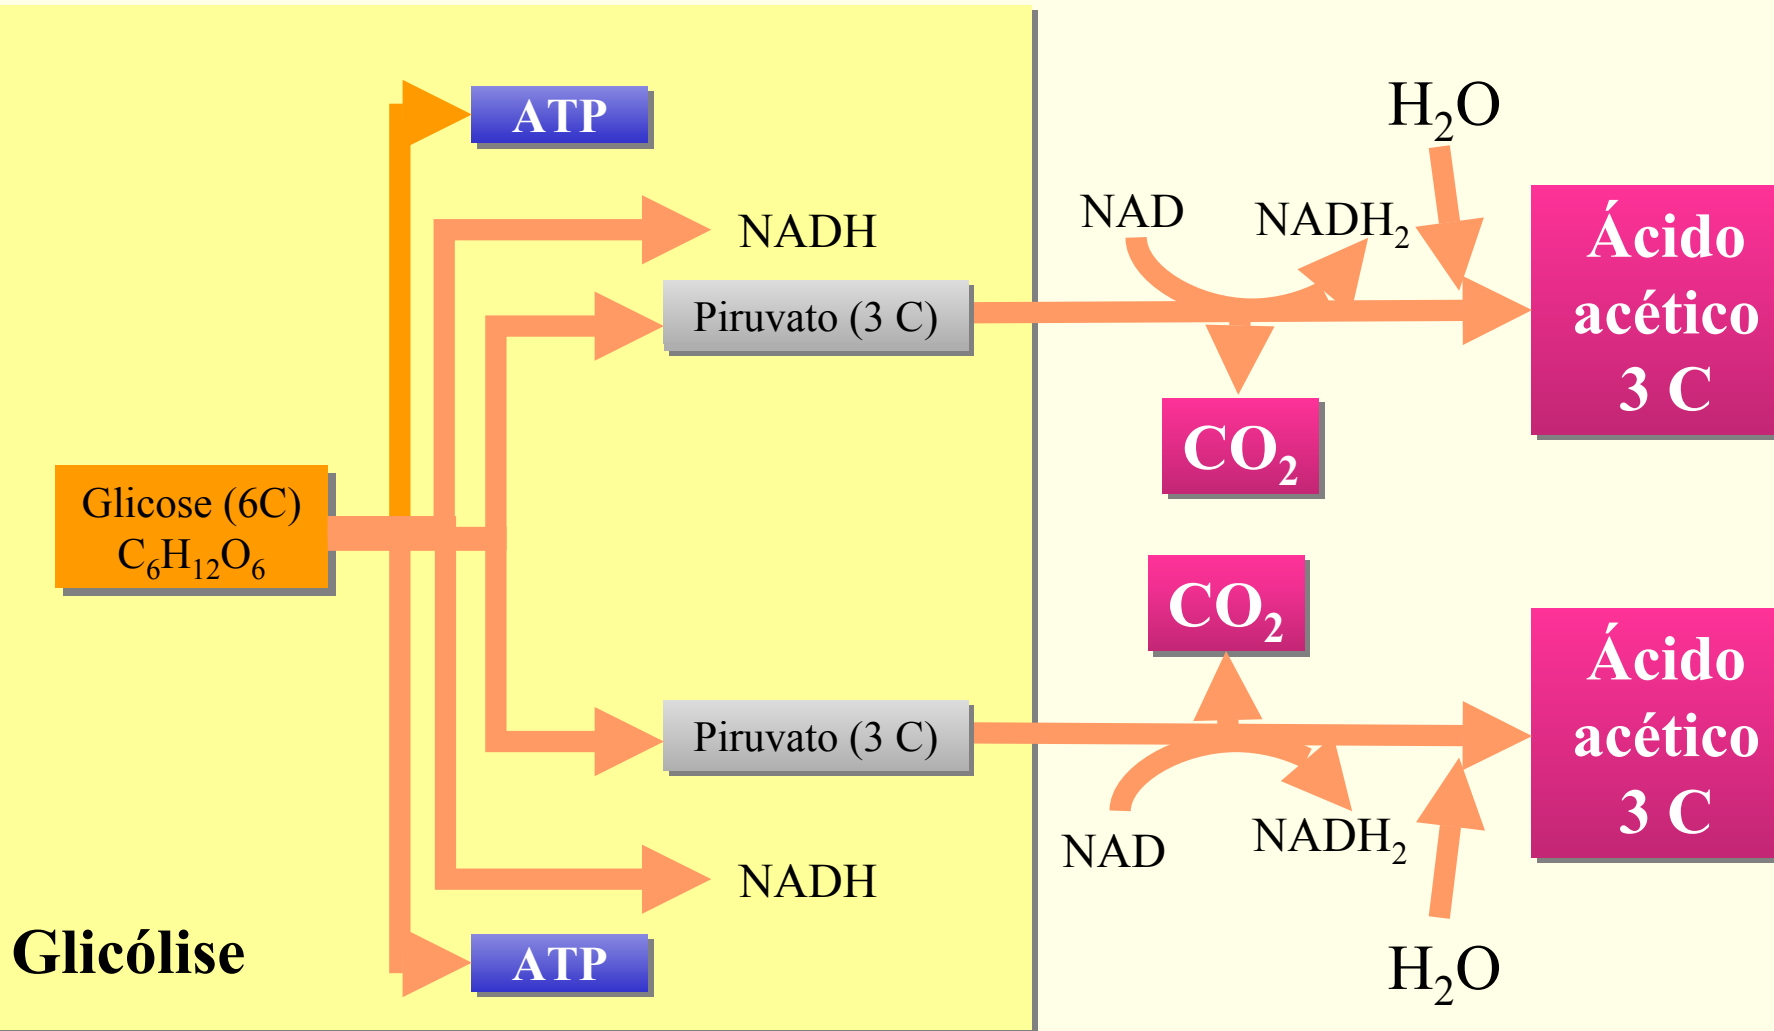 ATP
NADH
Piruvato (3 C)
Glicose (6C)
C₆H₁₂O₆
Piruvato (3 C)
NADH
ATP
Glicólise
H₂O
NAD
NADH₂
Ácido
acético
3 C
CO₂
CO₂
Ácido
acético
3 C
NAD
NADH₂
H₂O